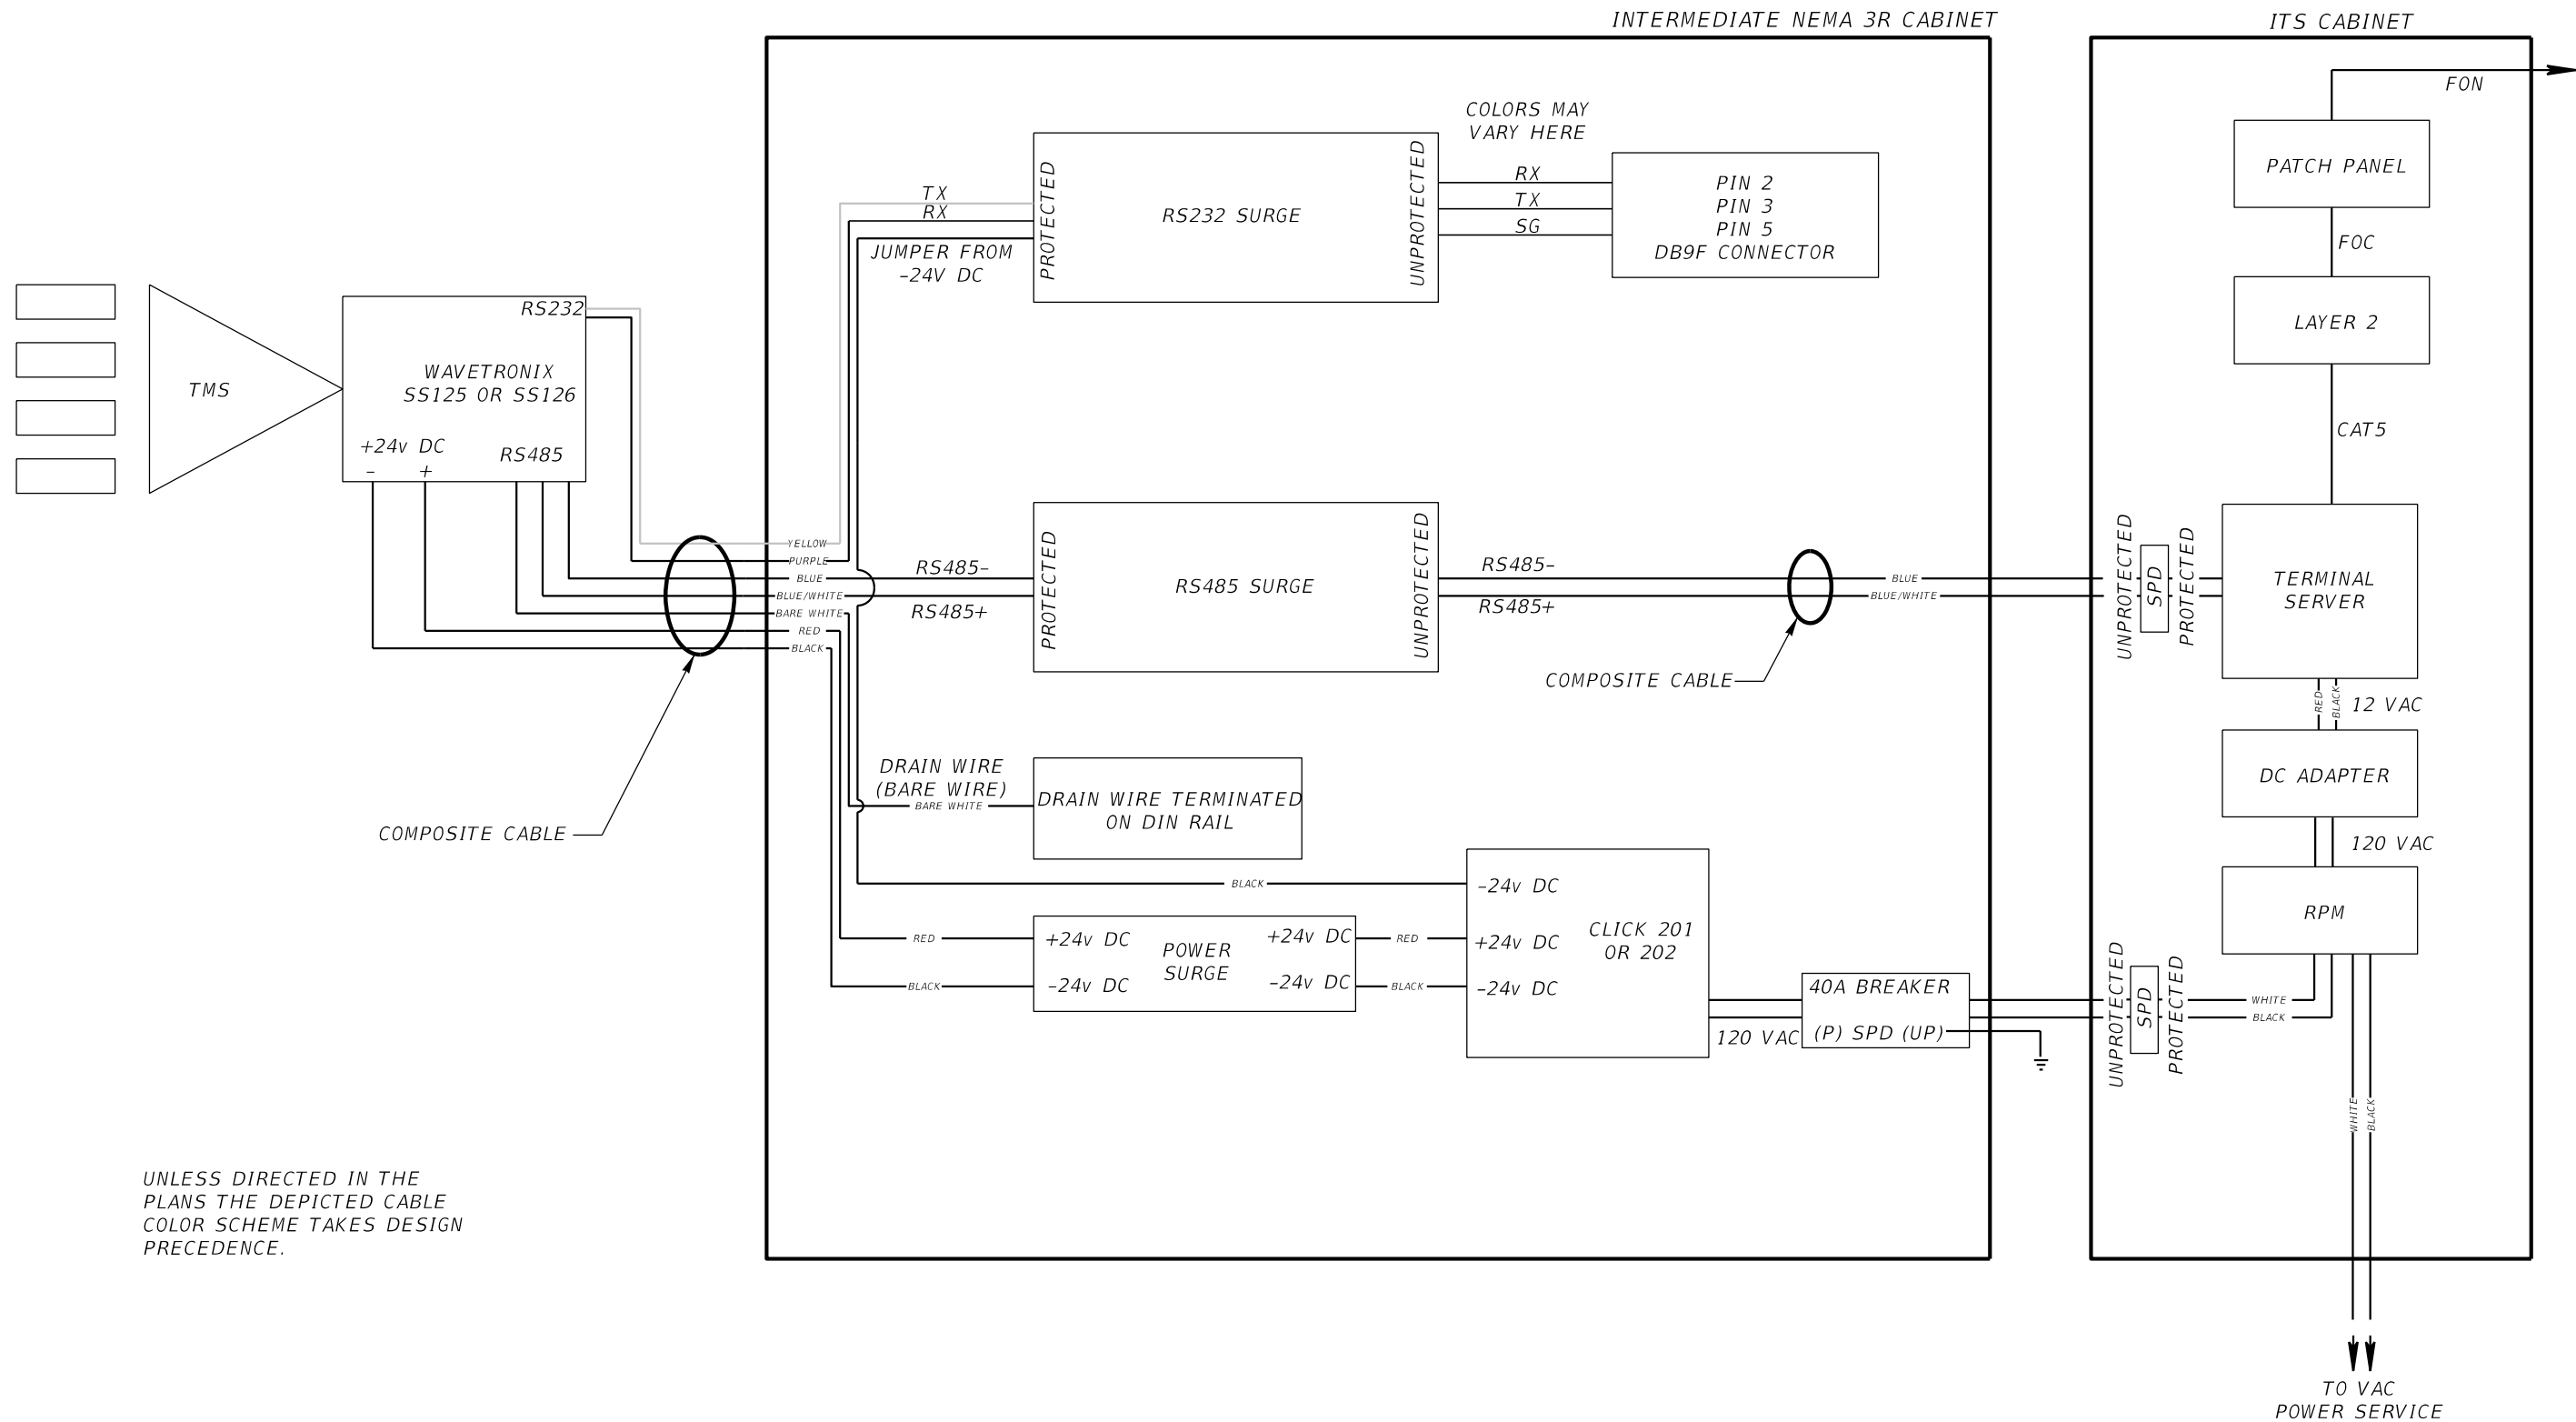 INTERMEDIATE NEMA 3R CABINET
ITS CABINET
FON
COLORS MAY
VARY HERE
PATCH PANEL
PROTECTED
UNPROTECTED
RX
TX
SG
PIN 2
PIN 3
PIN 5
DB9F CONNECTOR
TX
RX
RS232 SURGE
JUMPER FROM
-24V DC
FOC
RS232
LAYER 2
WAVETRONIX
SS125 OR SS126
TMS
+24v DC
- +
RS485
CAT5
YELLOW
PURPLE
BLUE
BLUE/WHITE
BARE WHITE
RED
BLACK
RS485-
RS485+
PROTECTED
RS485 SURGE
UNPROTECTED
RS485-
RS485+
BLUE
BLUE/WHITE
UNPROTECTED
SPD
PROTECTED
TERMINAL
SERVER
COMPOSITE CABLE
RED
BLACK
12 VAC
DC ADAPTER
DRAIN WIRE
(BARE WIRE)
BARE WHITE
DRAIN WIRE TERMINATED
ON DIN RAIL
COMPOSITE CABLE
120 VAC
BLACK
-24v DC
RPM
RED
+24v DC
POWER
SURGE
+24v DC
RED
+24v DC
CLICK 201
OR 202
BLACK
-24v DC
-24v DC
BLACK
-24v DC
40A BREAKER
120 VAC
(P) SPD (UP)
UNPROTECTED
SPD
PROTECTED
WHITE
BLACK
WHITE
BLACK
UNLESS DIRECTED IN THE
PLANS THE DEPICTED CABLE
COLOR SCHEME TAKES DESIGN
PRECEDENCE.
TO VAC
POWER SERVICE